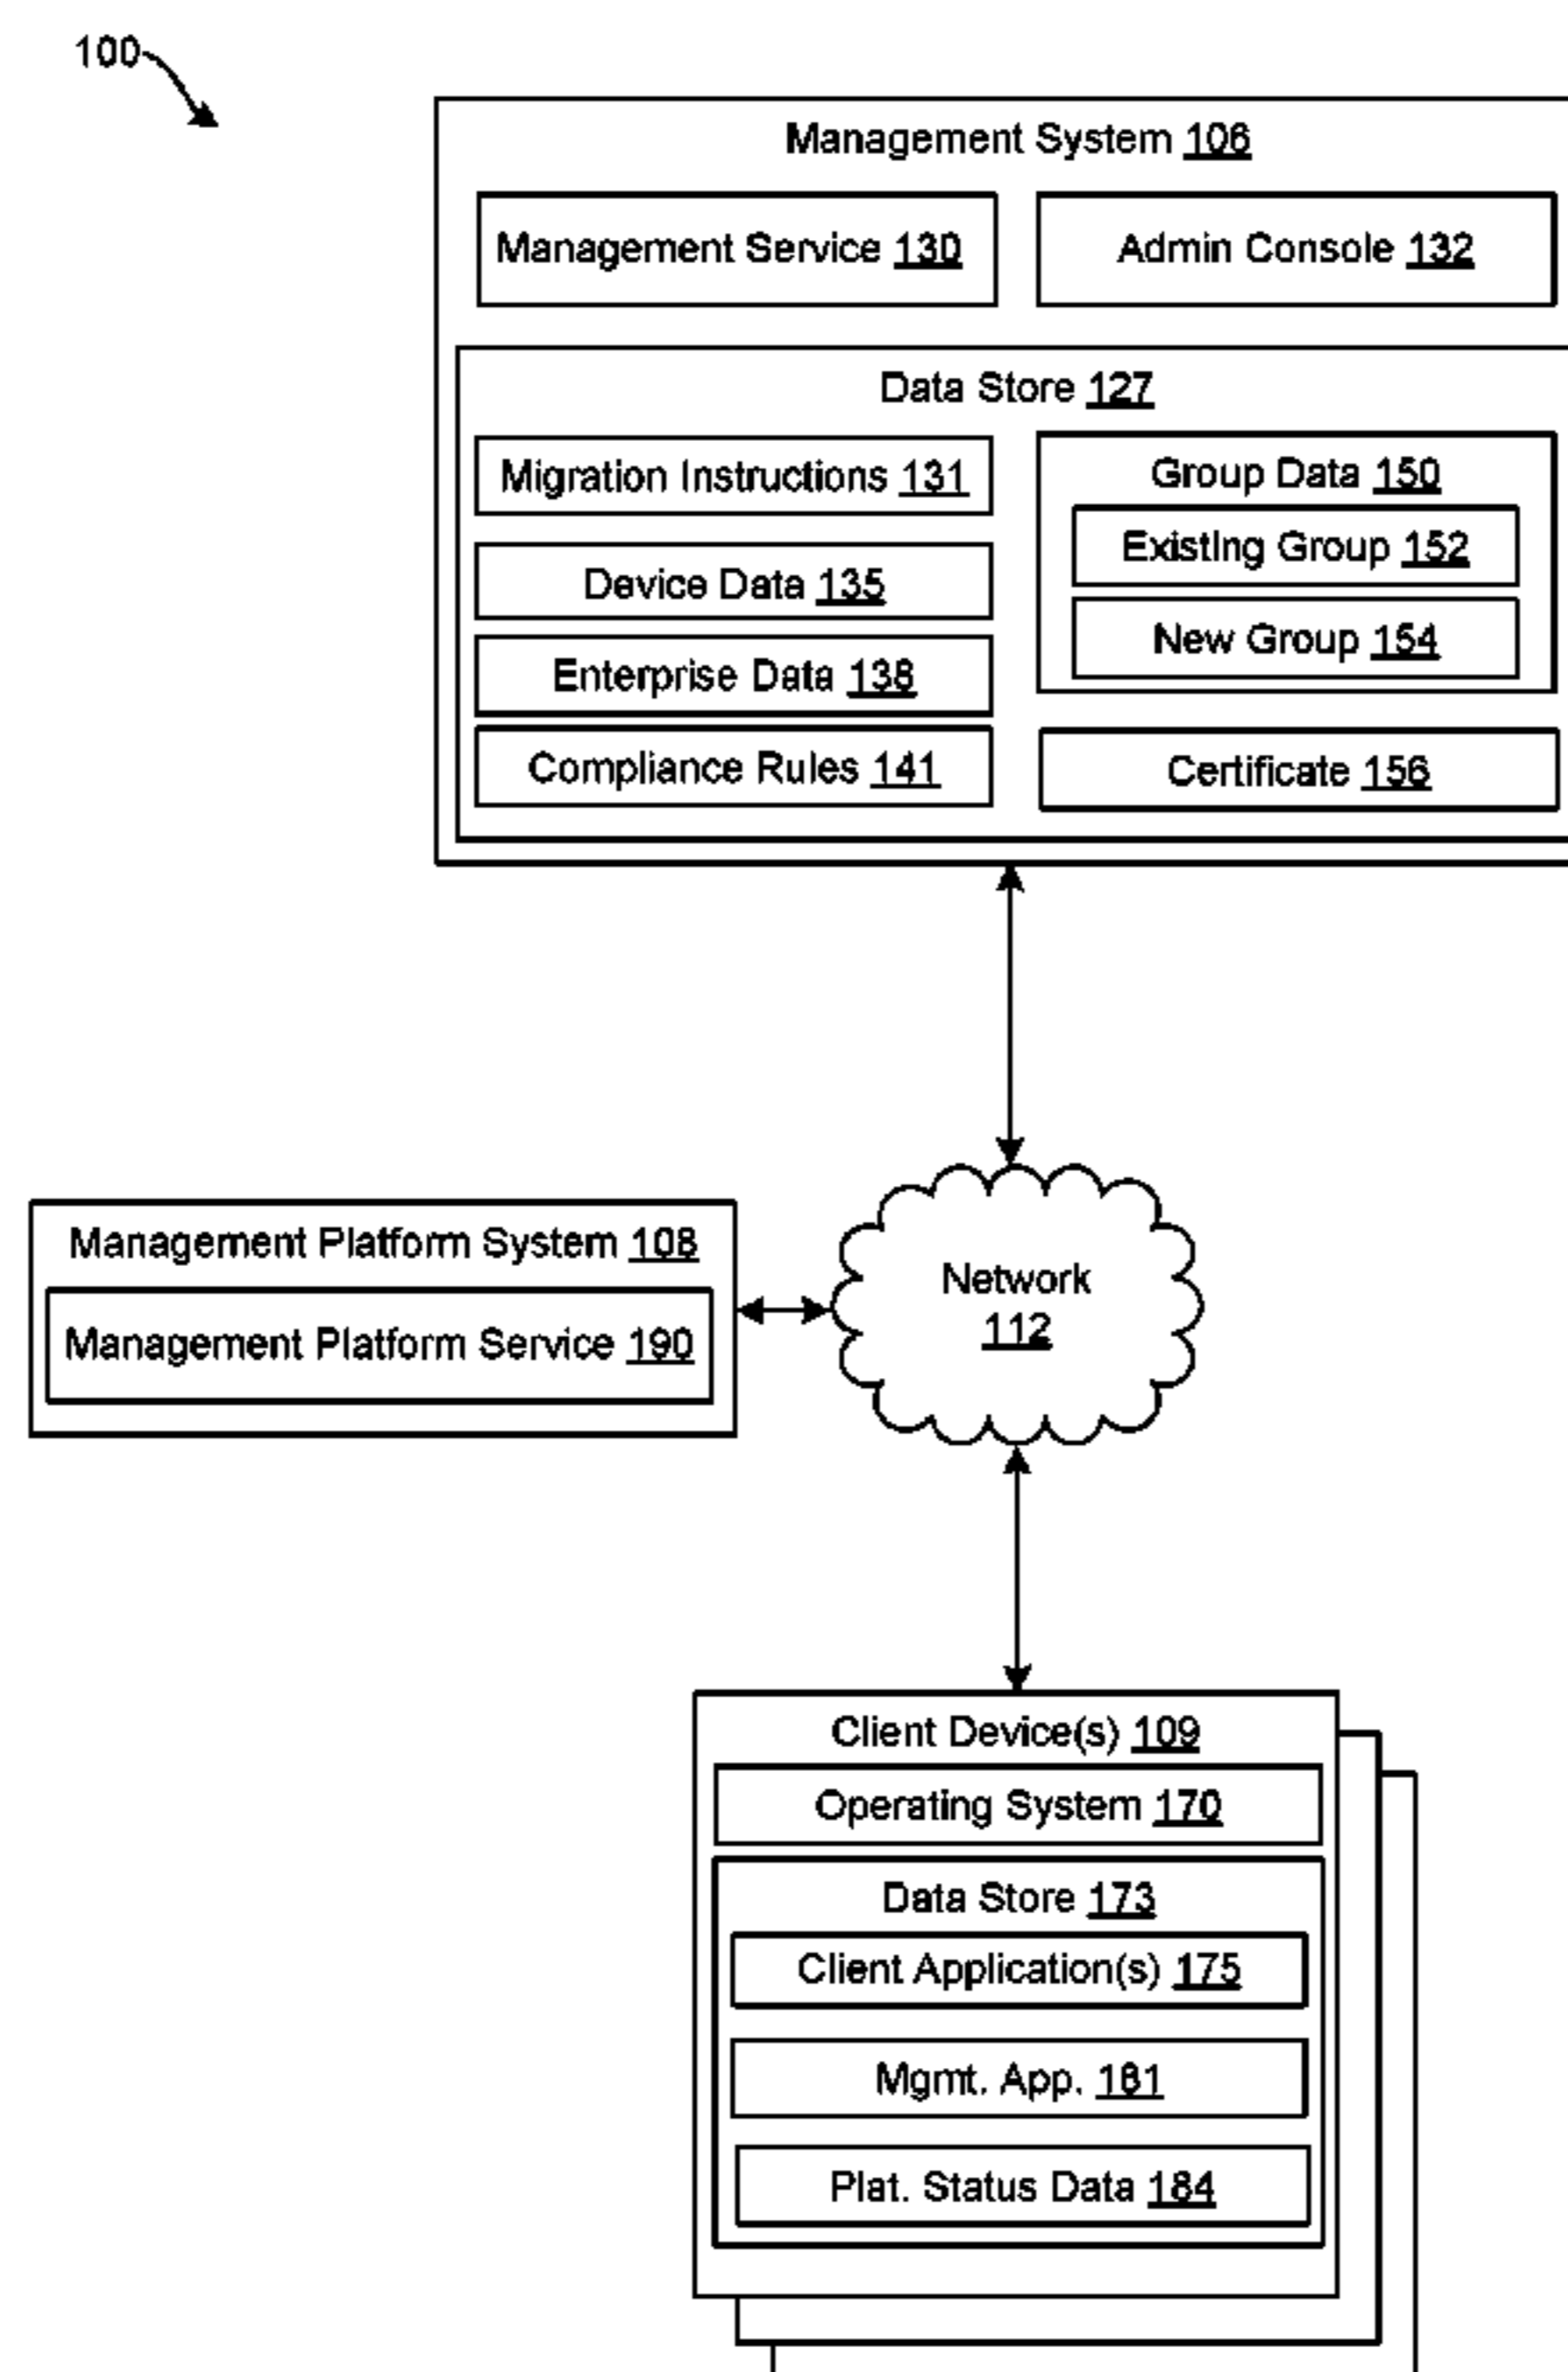 100
Management System 106
Management Service 130
Admin Console 132
Data Store 127
Migration Instructions 131
Device Data 135
Enterprise Data 138
Compliance Rules 141
Group Data 150
Existing Group 152
New Group 154
Certificate 156
Management Platform System 108
Management Platform Service 190
Network
112
Client Device(s) 109
Operating System 170
Data Store 173
Client Application(s) 175
Mgmt. App. 181
Plat. Status Data 184